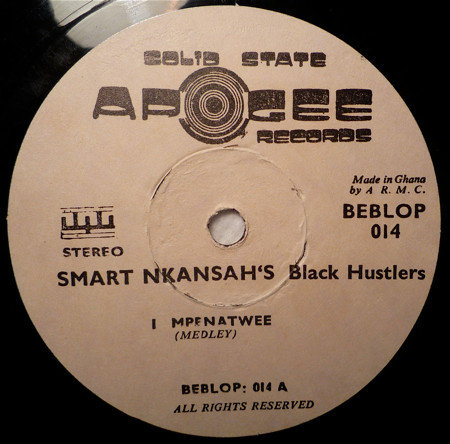 SOLID STATE
APOGEE
RECORDS
Made in Ghana
by A R. M. C.
BEBLOP
014
STEREO
SMART NKANSAH'S Black Hustlers
I MPENATWEE
(MEDLEY)
BEBLOP: 014 A
ALL RIGHTS RESERVED